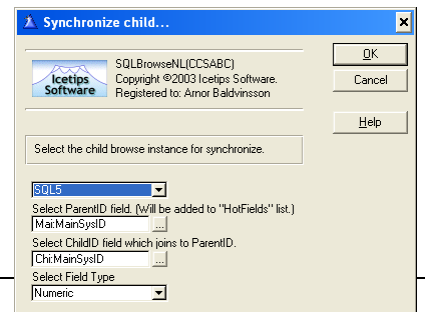 Synchronize child...
OK
Icetips
Software
SQLBrowseNL(CCSABC)
Copyright ©2003 Icetips Software.
Registered to: Arnor Baldvinsson
Cancel
Help
Select the child browse instance for synchronize.
SQL5
Select ParentID field. (Will be added to "HotFields" list.)
Mai:MainSysID
...
Select ChildID field which joins to ParentID.
Chi:MainSysID
...
Select Field Type
Numeric